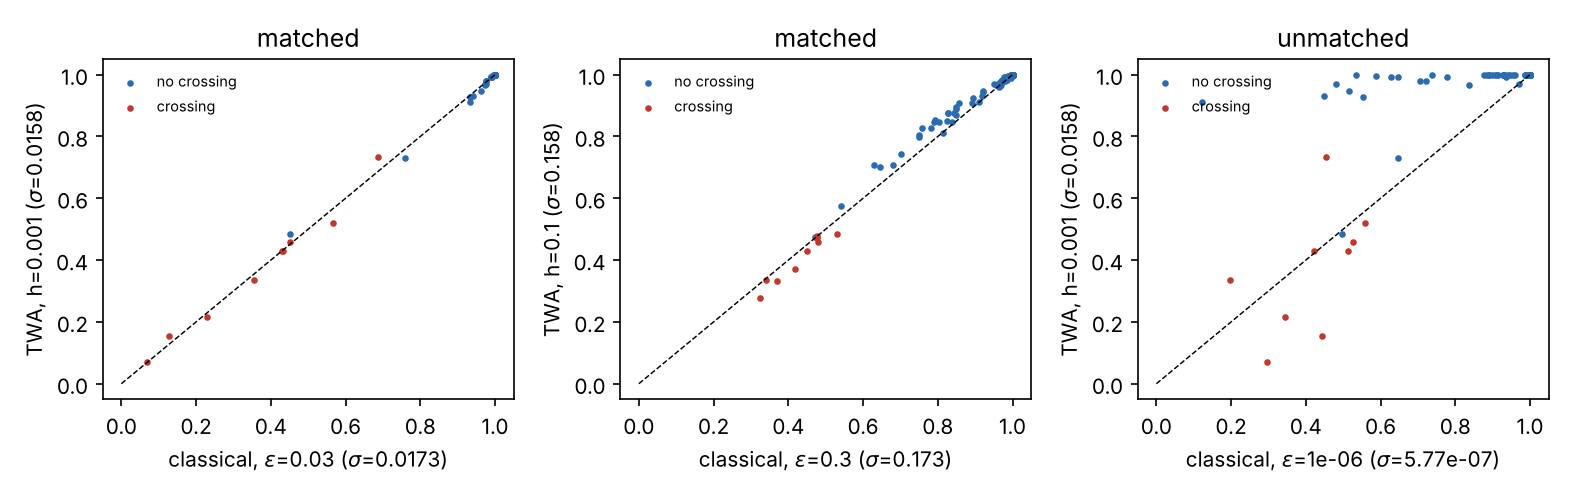 matched
no crossing
crossing
1.0
0.8
0.6
0.4
0.2
0.0
TWA, h=0.001 (σ=0.0158)
0.0 0.2 0.4 0.6 0.8 1.0
classical, ε=0.03 (σ=0.0173)
matched
no crossing
crossing
1.0
0.8
0.6
0.4
0.2
0.0
TWA, h=0.1 (σ=0.158)
0.0 0.2 0.4 0.6 0.8 1.0
classical, ε=0.3 (σ=0.173)
unmatched
no crossing
crossing
1.0
0.8
0.6
0.4
0.2
0.0
TWA, h=0.001 (σ=0.0158)
0.0 0.2 0.4 0.6 0.8 1.0
classical, ε=1e-06 (σ=5.77e-07)